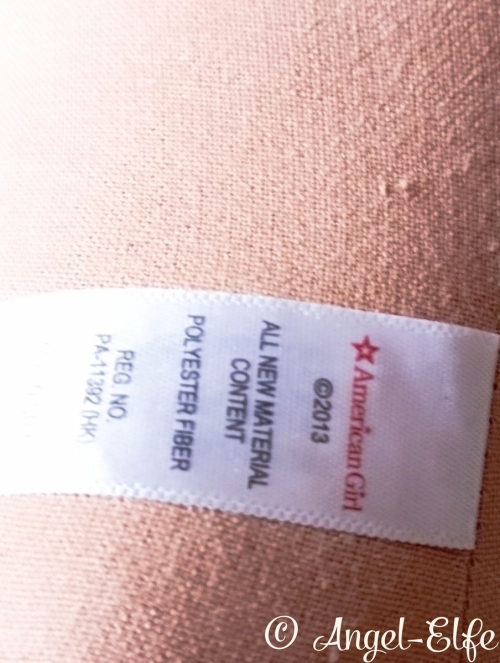 American Girl
©2013
ALL NEW MATERIAL
CONTENT
POLYESTER FIBER
REG. NO.
PA-11392 (HK)
© Angel-Elfe